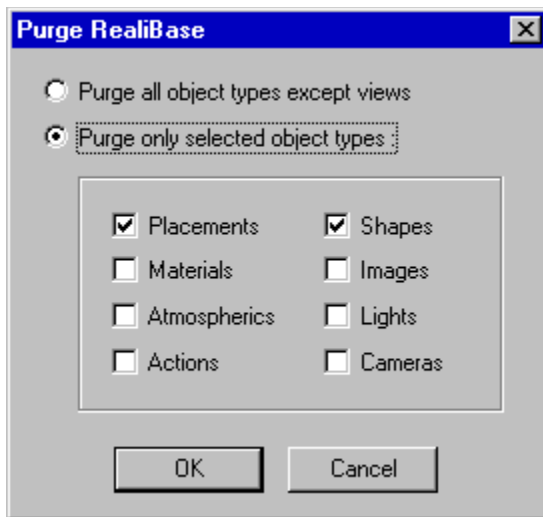 Purge RealiBase
Purge all object types except views
Purge only selected object types :
Placements Shapes
Materials Images
Atmospherics Lights
Actions Cameras
OK Cancel